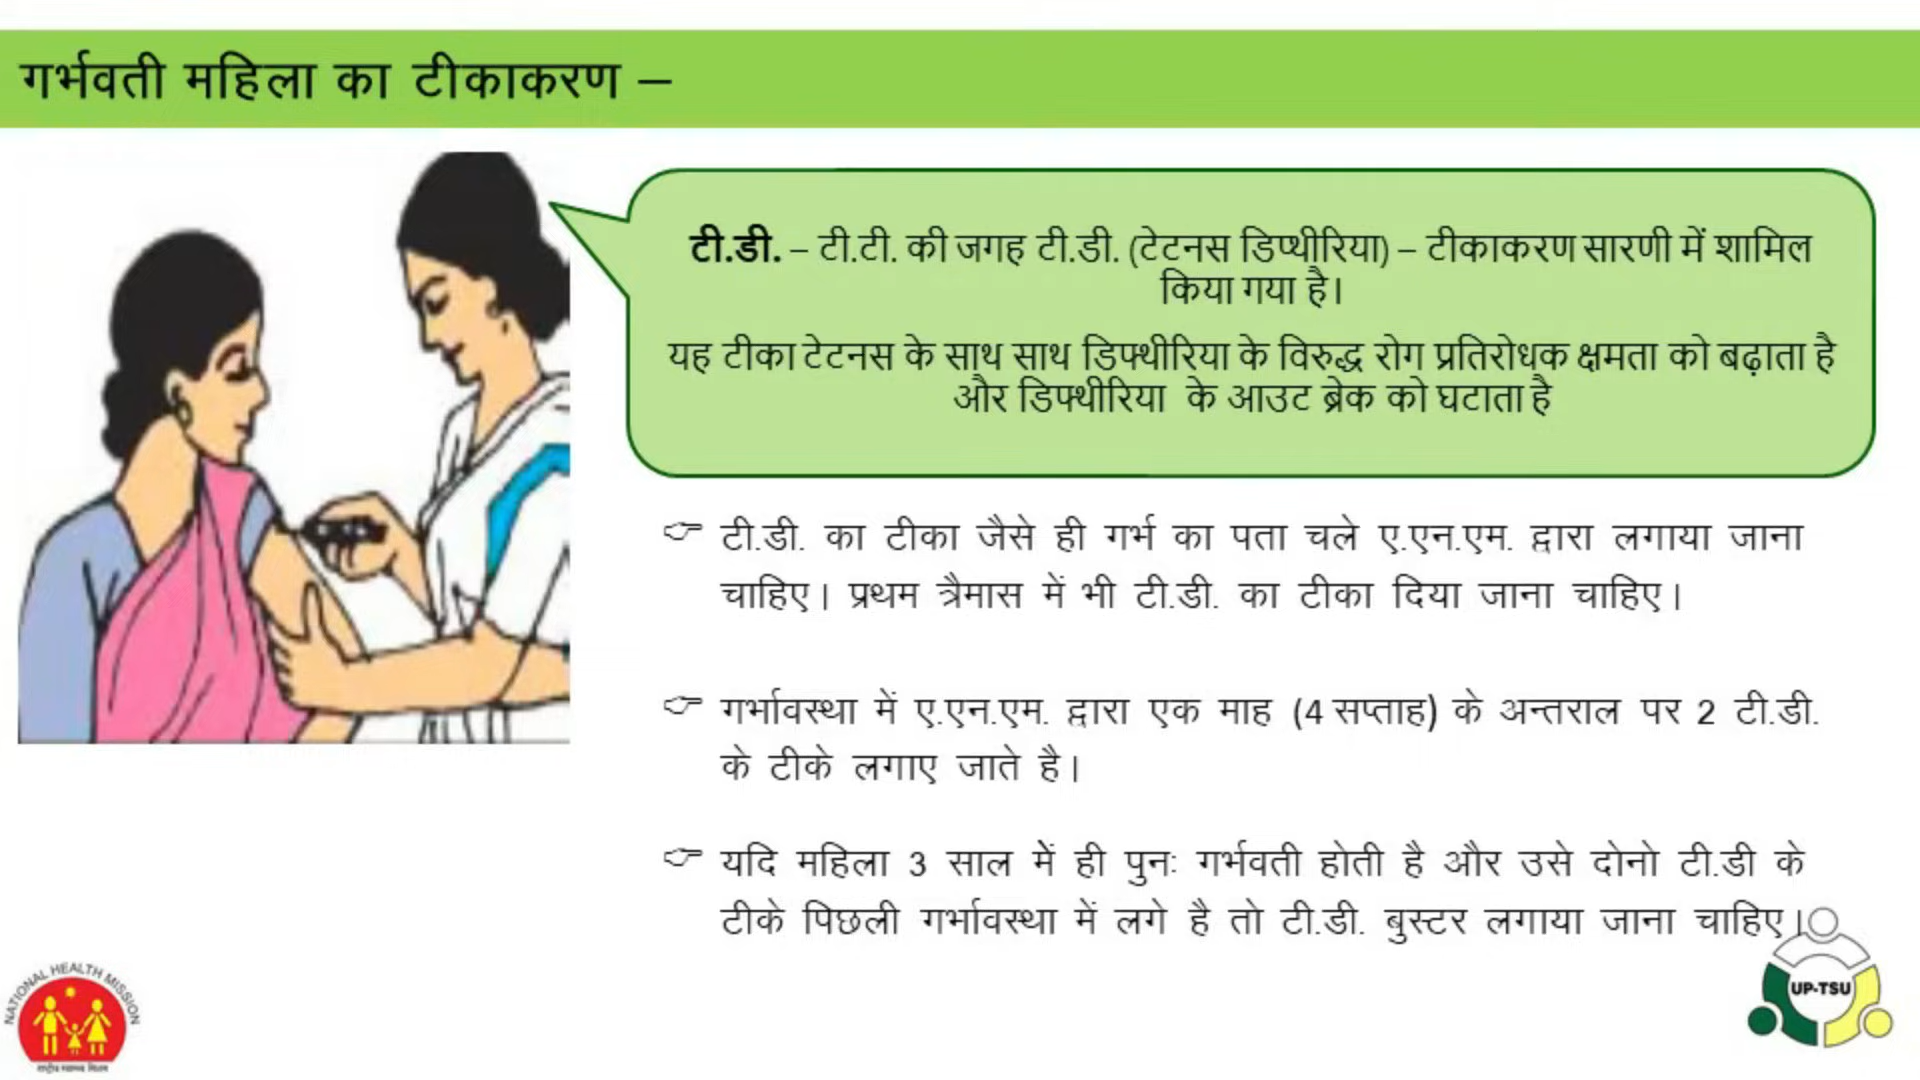 गर्भवती महिला का टीकाकरण –
टी.डी. – टी.टी. की जगह टी.डी. (टेटनस डिप्थीरिया) – टीकाकरण सारणी में शामिल
किया गया है।
यह टीका टेटनस के साथ साथ डिफ्थीरिया के विरुद्ध रोग प्रतिरोधक क्षमता को बढ़ाता है
और डिफ्थीरिया के आउट ब्रेक को घटाता है
टी.डी. का टीका जैसे ही गर्भ का पता चले ए.एन.एम. द्वारा लगाया जाना
चाहिए। प्रथम त्रैमास में भी टी.डी. का टीका दिया जाना चाहिए।
गर्भावस्था में ए.एन.एम. द्वारा एक माह (4 सप्ताह) के अन्तराल पर 2 टी.डी.
के टीके लगाए जाते है।
यदि महिला 3 साल में ही पुनः गर्भवती होती है और उसे दोनो टी.डी के
टीके पिछली गर्भावस्था में लगे है तो टी.डी. बुस्टर लगाया जाना चाहिए।
NATIONAL HEALTH MISSION
राष्ट्रीय स्वास्थ्य मिशन
UP-TSU